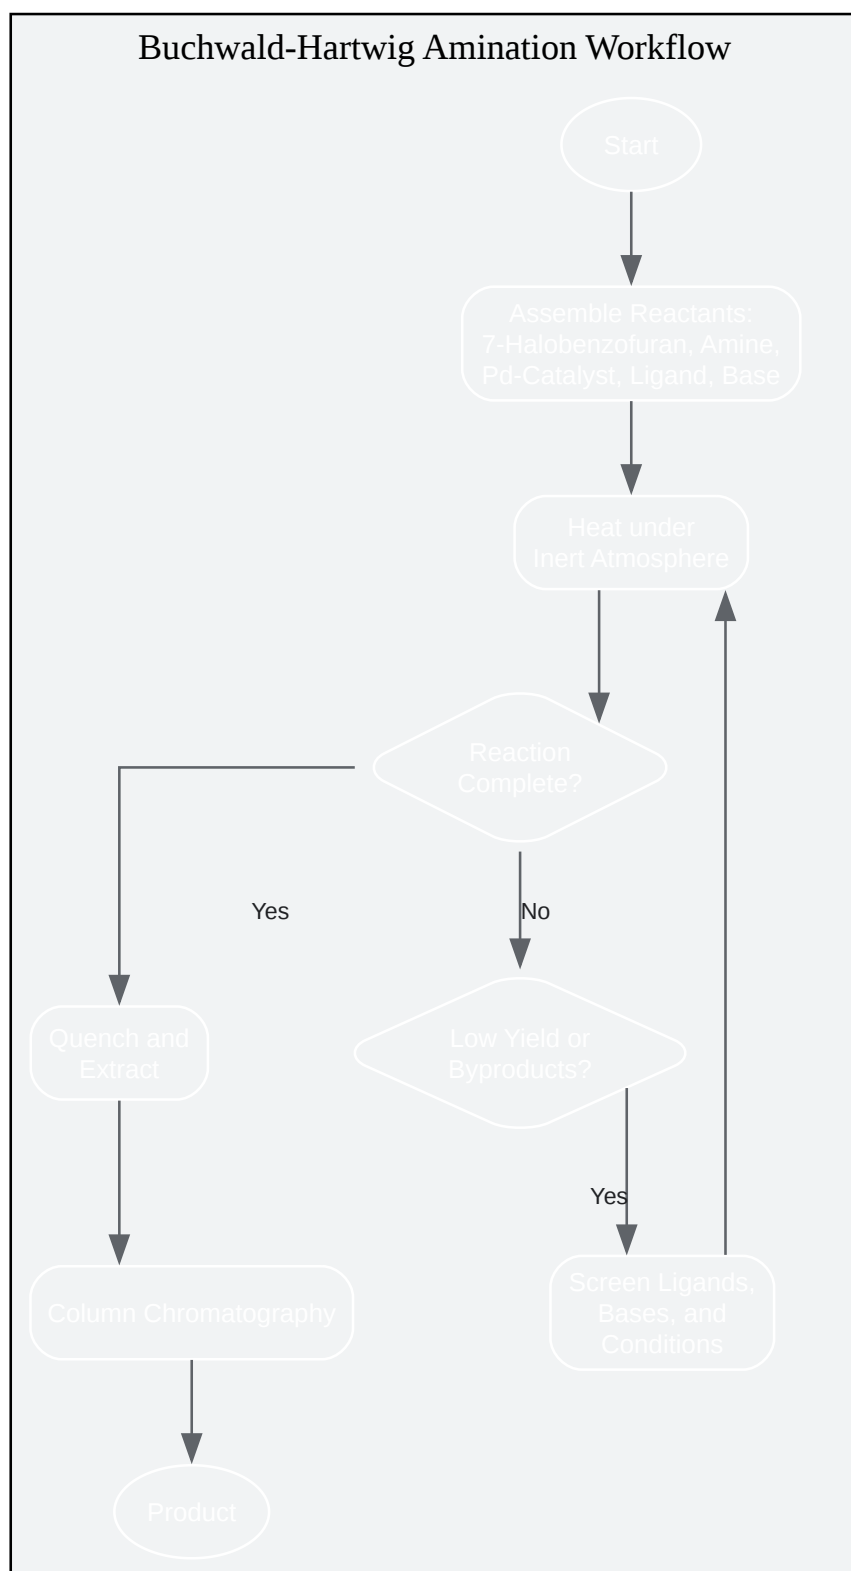 Buchwald-Hartwig Amination Workflow
Start
Assemble Reactants:
7-Halobenzofuran, Amine,
Pd-Catalyst, Ligand, Base
Heat under
Inert Atmosphere
Reaction
Complete?
Yes
No
Quench and
Extract
Low Yield or
Byproducts?
Yes
Column Chromatography
Screen Ligands,
Bases, and
Conditions
Product